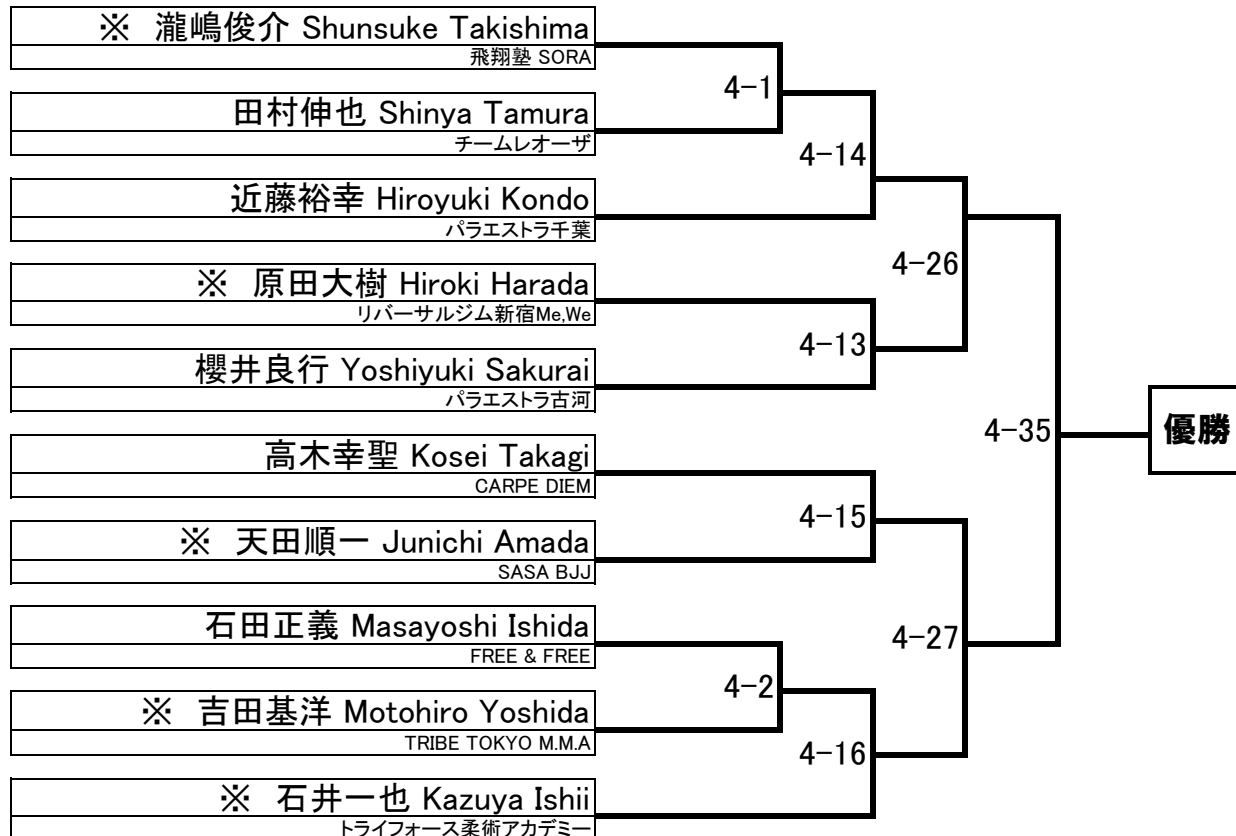 ※ 瀧嶋俊介 Shunsuke Takishima
飛翔塾 SORA
4-1
田村伸也 Shinya Tamura
チームレオーザ
4-14
近藤裕幸 Hiroyuki Kondo
パラエストラ千葉
4-26
※ 原田大樹 Hiroki Harada
リバーサルジム新宿Me,We
4-13
櫻井良行 Yoshiyuki Sakurai
パラエストラ古河
4-35
優勝
高木幸聖 Kosei Takagi
CARPE DIEM
4-15
※ 天田順一 Junichi Amada
SASA BJJ
石田正義 Masayoshi Ishida
FREE & FREE
4-27
4-2
※ 吉田基洋 Motohiro Yoshida
TRIBE TOKYO M.M.A
4-16
※ 石井一也 Kazuya Ishii
トライフォース柔術アカデミー